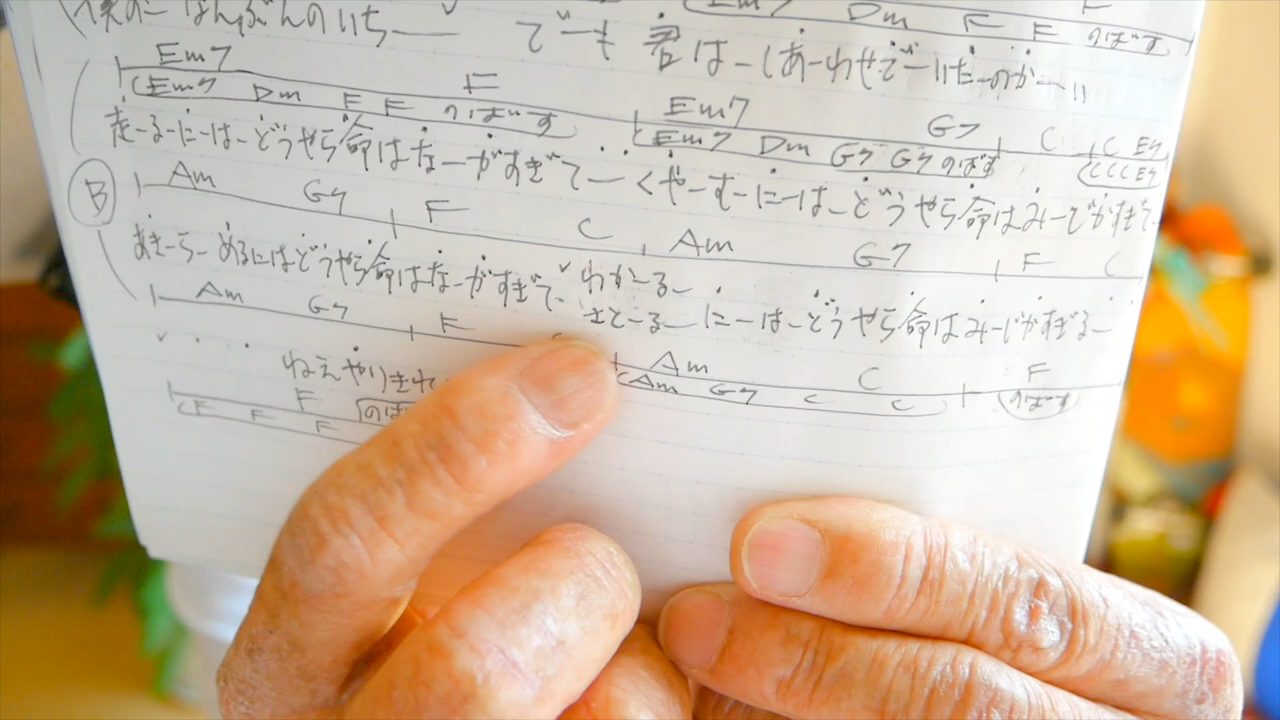 Em7 Dm F F のばす
ぼくの はんぶんのいち― でーも 君はーしあーわせでーいたーのかー
Em7 F Em7 G7 C C E7
(Em7 Dm F F のばす Em7 Dm G7 G7 のばす (C C C E7
走ーるーにーはーどうやら命はなーがすぎてー くやーむーにーはーどうやら命はみーじかすぎて
B Am G7 F C Am G7 F C
あきーらーめるにはどうやら命はなーがすぎて わかーるー
さとーるー にーはーどうやら命はみーじかすぎるー
Am G7 F Am C F
(Am G7 C C のばす
ねえやりきれ
F
(F F F のば